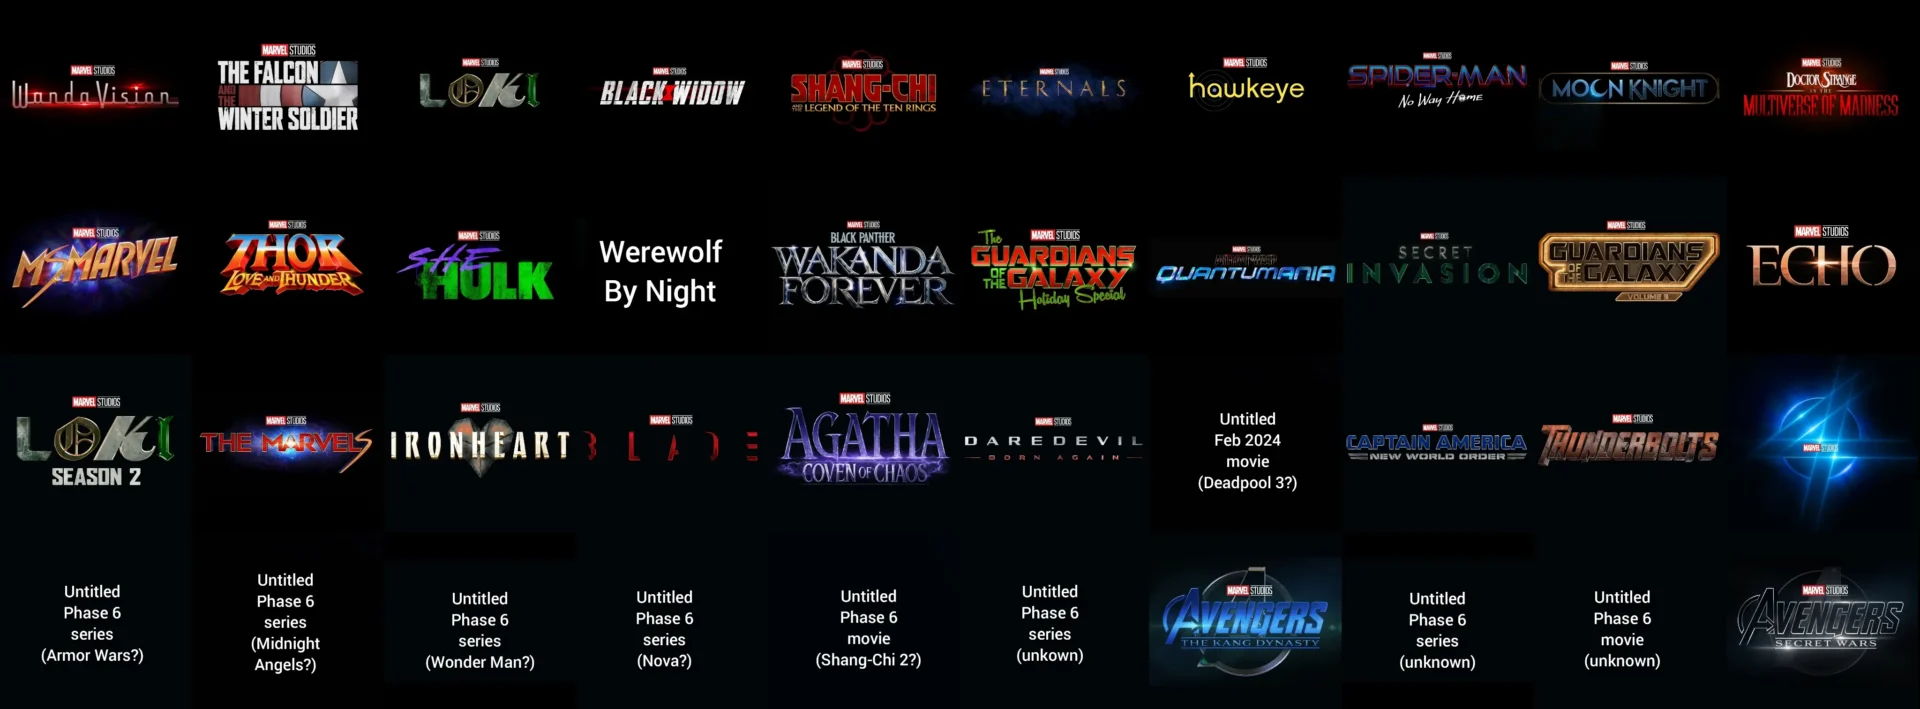 MARVEL STUDIOS
WandaVision
MARVEL STUDIOS
THE FALCON
AND THE
WINTER SOLDIER
MARVEL STUDIOS
LOKI
MARVEL STUDIOS
BLACK WIDOW
MARVEL STUDIOS
SHANG-CHI
AND THE LEGEND OF THE TEN RINGS
MARVEL STUDIOS
ETERNALS
MARVEL STUDIOS
hawkeye
MARVEL STUDIOS
SPIDER-MAN
No Way Home
MARVEL STUDIOS
MOON KNIGHT
MARVEL STUDIOS
DOCTOR STRANGE
IN THE
MULTIVERSE OF MADNESS
MARVEL STUDIOS
MS MARVEL
MARVEL STUDIOS
THOR
LOVE AND THUNDER
MARVEL STUDIOS
SHE
HULK
Werewolf
By Night
MARVEL STUDIOS
BLACK PANTHER
WAKANDA
FOREVER
The
MARVEL STUDIOS
GUARDIANS
OF THE GALAXY
Holiday Special
MARVEL STUDIOS
QUANTUMANIA
MARVEL STUDIOS
SECRET
INVASION
MARVEL STUDIOS
GUARDIANS
OF THE GALAXY
VOLUME 3
MARVEL STUDIOS
ECHO
MARVEL STUDIOS
LOKI
SEASON 2
MARVEL STUDIOS
THE MARVELS
MARVEL STUDIOS
IRONHEART
MARVEL STUDIOS
BLADE
MARVEL STUDIOS
AGATHA
COVEN OF CHAOS
MARVEL STUDIOS
DAREDEVIL
BORN AGAIN
Untitled
Feb 2024
movie
(Deadpool 3?)
MARVEL STUDIOS
CAPTAIN AMERICA
NEW WORLD ORDER
MARVEL STUDIOS
THUNDERBOLTS
MARVEL STUDIOS
4
Untitled
Phase 6
series
(Armor Wars?)
Untitled
Phase 6
series
(Midnight
Angels?)
Untitled
Phase 6
series
(Wonder Man?)
Untitled
Phase 6
series
(Nova?)
Untitled
Phase 6
movie
(Shang-Chi 2?)
Untitled
Phase 6
series
(unkown)
MARVEL STUDIOS
AVENGERS
THE KANG DYNASTY
Untitled
Phase 6
series
(unknown)
Untitled
Phase 6
movie
(unknown)
MARVEL STUDIOS
AVENGERS
SECRET WARS